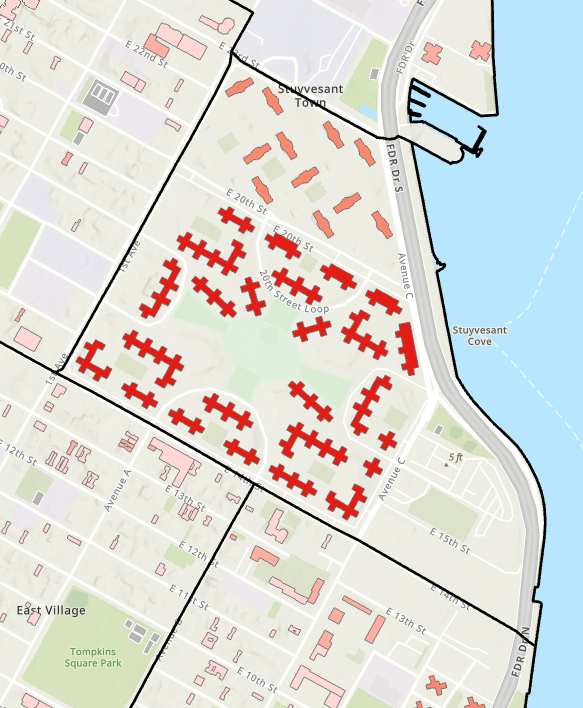 21st St
E 22nd St
E 23rd St
FDR Dr
Stuyvesant
Town
FDR Dr S
E 20th St
E 20th St
1st Ave
20th Street Loop
Avenue C
Stuyvesant
Cove
1st Ave
E 12th St
Avenue A
E 14th St
E 13th St
Avenue C
5 ft
E 15th St
E 12th St
E 11th St
E 14th St
E 13th St
East Village
Tompkins
Square Park
E 10th St
FDR Dr N